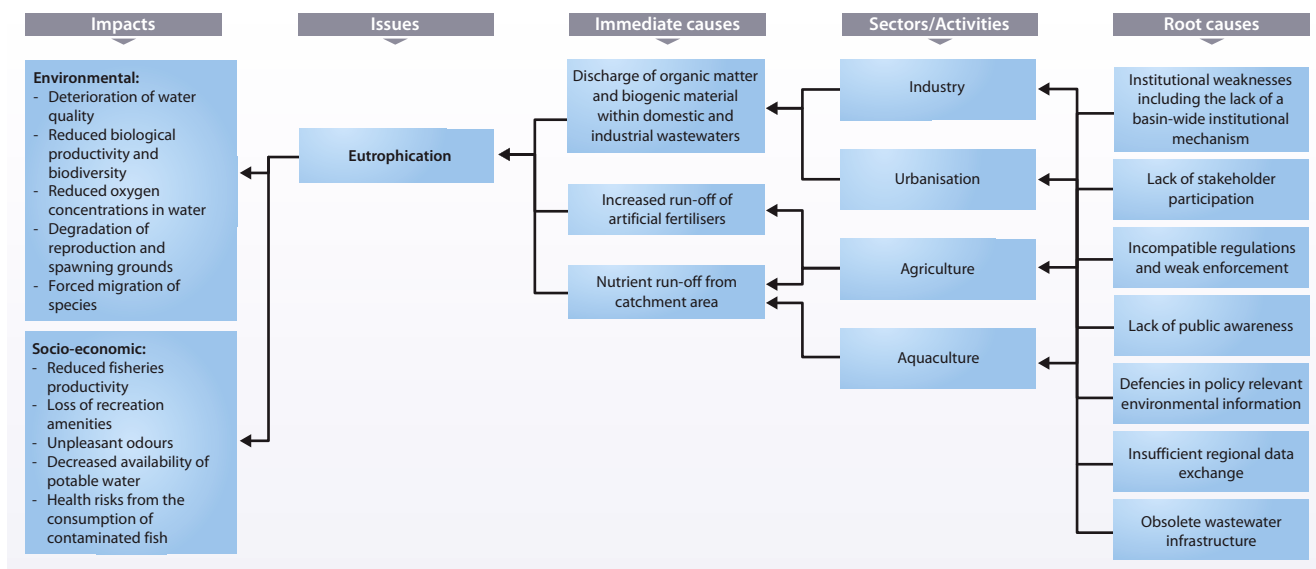 Impacts
Issues
Immediate causes
Sectors/Activities
Root causes
Environmental:
- Deterioration of water
quality
- Reduced biological
productivity and
biodiversity
- Reduced oxygen
concentrations in water
- Degradation of
reproduction and
spawning grounds
- Forced migration of
species
Socio-economic:
- Reduced fisheries
productivity
- Loss of recreation
amenities
- Unpleasant odours
- Decreased availability of
potable water
- Health risks from the
consumption of
contaminated fish
Eutrophication
Discharge of organic matter
and biogenic material
within domestic and
industrial wastewaters
Increased run-off of
artificial fertilisers
Nutrient run-off from
catchment area
Industry
Urbanisation
Agriculture
Aquaculture
Institutional weaknesses
including the lack of a
basin-wide institutional
mechanism
Lack of stakeholder
participation
Incompatible regulations
and weak enforcement
Lack of public awareness
Defencies in policy relevant
environmental information
Insufficient regional data
exchange
Obsolete wastewater
infrastructure